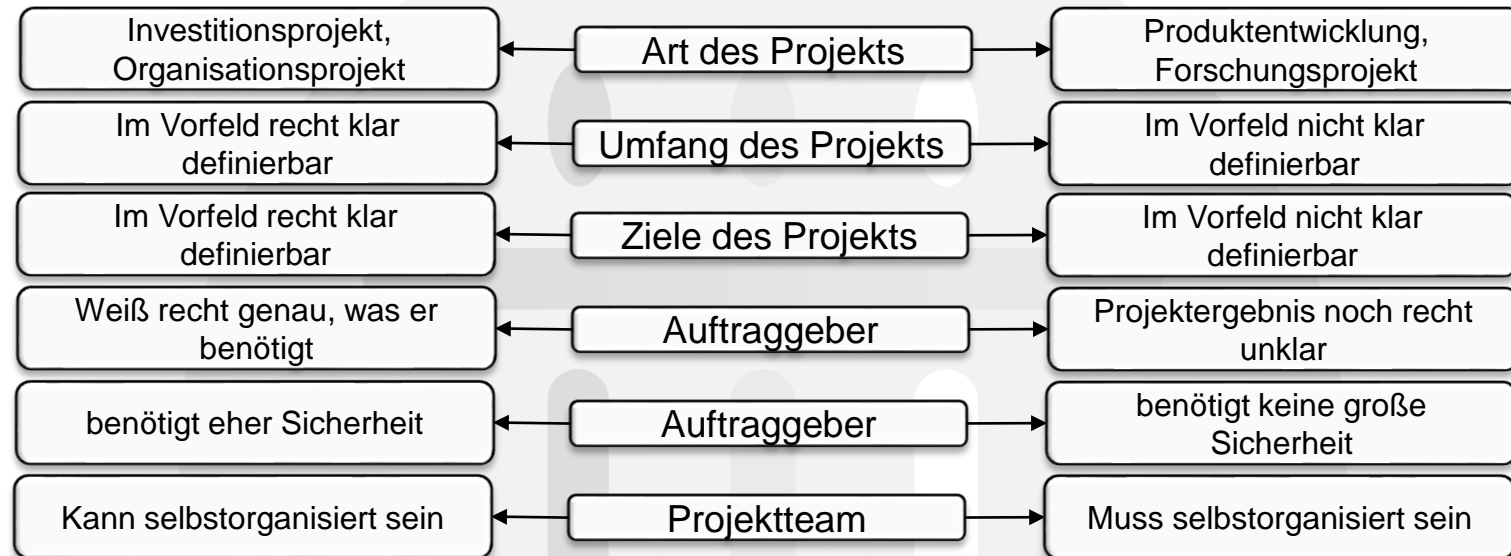 Investitionsprojekt,
Organisationsprojekt
Art des Projekts
Produktentwicklung,
Forschungsprojekt
Im Vorfeld recht klar
definierbar
Umfang des Projekts
Im Vorfeld nicht klar
definierbar
Im Vorfeld recht klar
definierbar
Ziele des Projekts
Im Vorfeld nicht klar
definierbar
Weiß recht genau, was er
benötigt
Auftraggeber
Projektergebnis noch recht
unklar
benötigt eher Sicherheit
Auftraggeber
benötigt keine große
Sicherheit
Kann selbstorganisiert sein
Projektteam
Muss selbstorganisiert sein